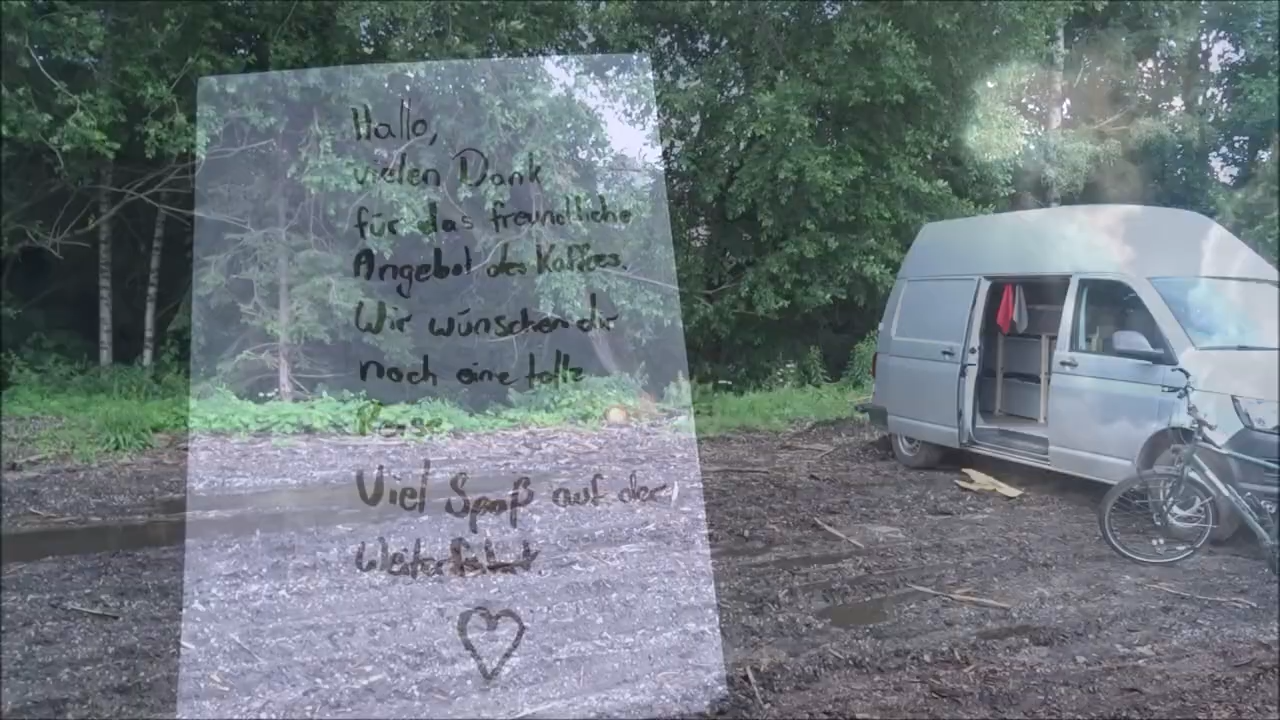 Hallo,
vielen Dank
für das freundliche
Angebot des Kaffees.
Wir wünschen dir
noch eine tolle
Reise
Viel Spaß auf der
Weiterfahrt.